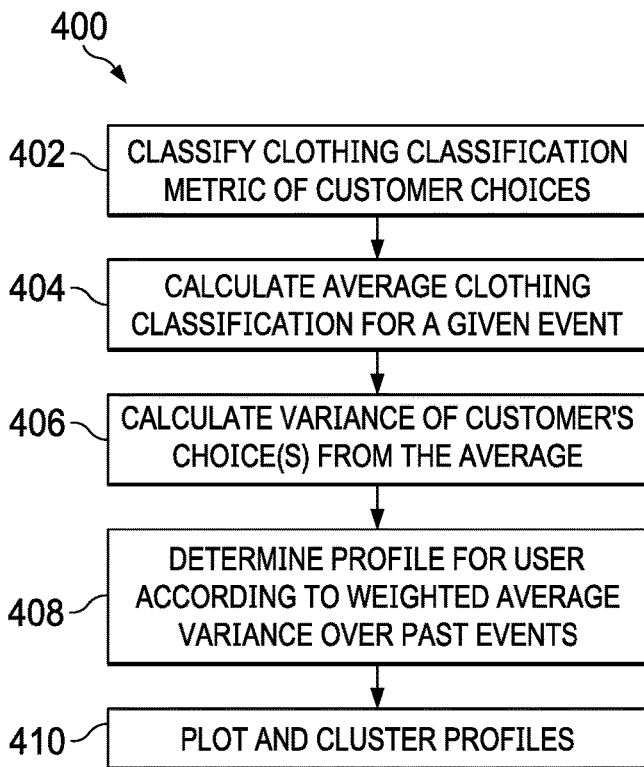 400
402
CLASSIFY CLOTHING CLASSIFICATION
METRIC OF CUSTOMER CHOICES
404
CALCULATE AVERAGE CLOTHING
CLASSIFICATION FOR A GIVEN EVENT
406
CALCULATE VARIANCE OF CUSTOMER'S
CHOICE(S) FROM THE AVERAGE
408
DETERMINE PROFILE FOR USER
ACCORDING TO WEIGHTED AVERAGE
VARIANCE OVER PAST EVENTS
410
PLOT AND CLUSTER PROFILES